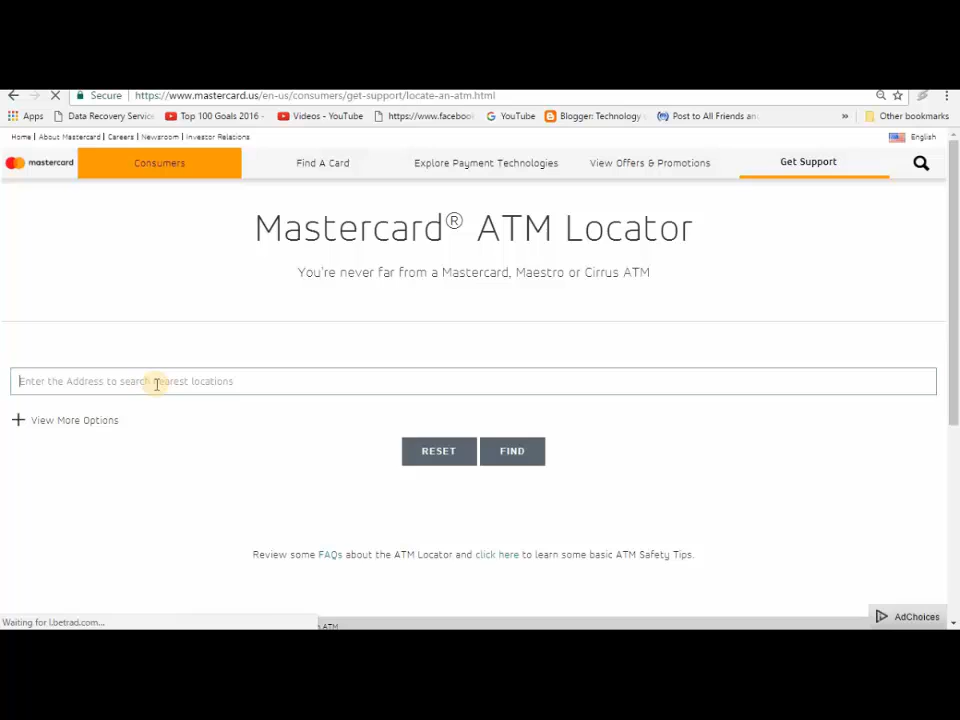 Secure https://www.mastercard.us/en-us/consumers/get-support/locate-an-atm.html
Apps Data Recovery Servic Top 100 Goals 2016 - Videos - YouTube https://www.faceboo YouTube Blogger: Technology Post to All Friends an » Other bookmarks
Home | About Mastercard | Careers | Newsroom | Investor Relations English
mastercard Consumers Find A Card Explore Payment Technologies View Offers & Promotions Get Support
Mastercard® ATM Locator
You're never far from a Mastercard, Maestro or Cirrus ATM
Enter the Address to search nearest locations
View More Options
RESET FIND
Review some FAQs about the ATM Locator and click here to learn some basic ATM Safety Tips.
Waiting for l.betrad.com...
ATM
AdChoices